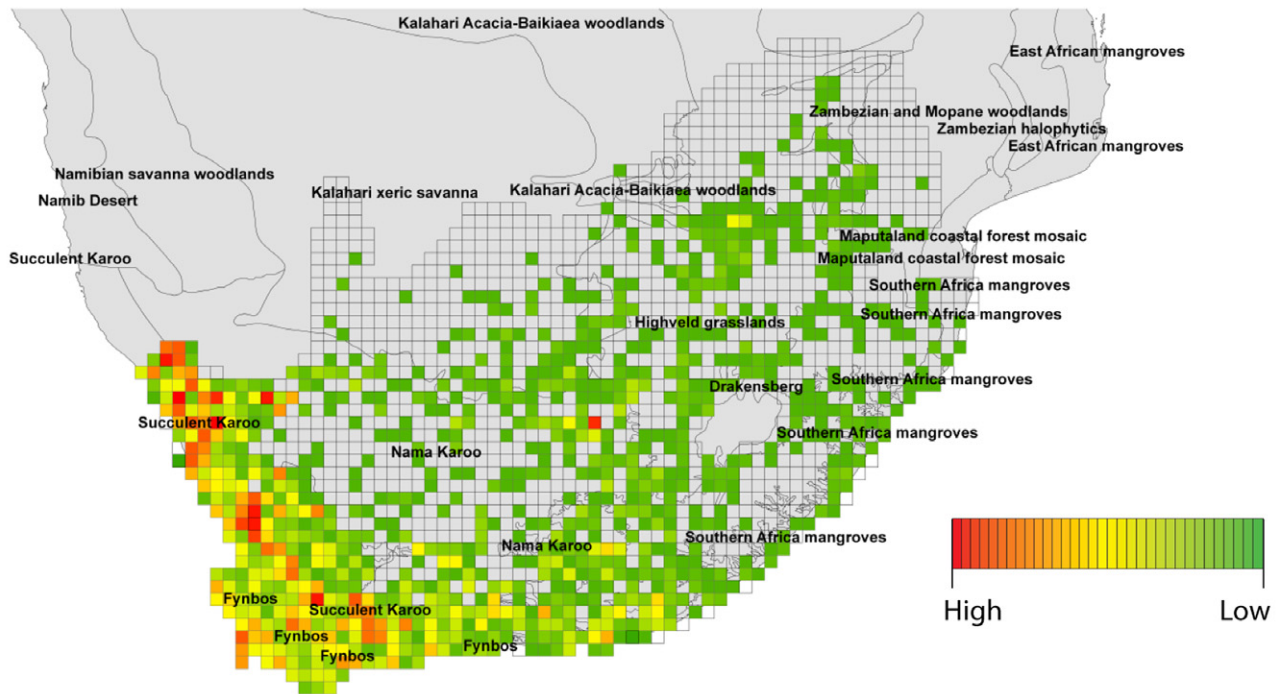 Kalahari Acacia-Baikiaea woodlands
East African mangroves
Zambezian and Mopane woodlands
Zambezian halophytics
East African mangroves
Namibian savanna woodlands
Kalahari xeric savanna
Kalahari Acacia-Baikiaea woodlands
Namib Desert
Maputaland coastal forest mosaic
Succulent Karoo
Maputaland coastal forest mosaic
Southern Africa mangroves
Southern Africa mangroves
Highveld grasslands
Southern Africa mangroves
Drakensberg
Succulent Karoo
Southern Africa mangroves
Nama Karoo
Southern Africa mangroves
Nama Karoo
Fynbos
Succulent Karoo
Fynbos
Fynbos
Fynbos
High
Low